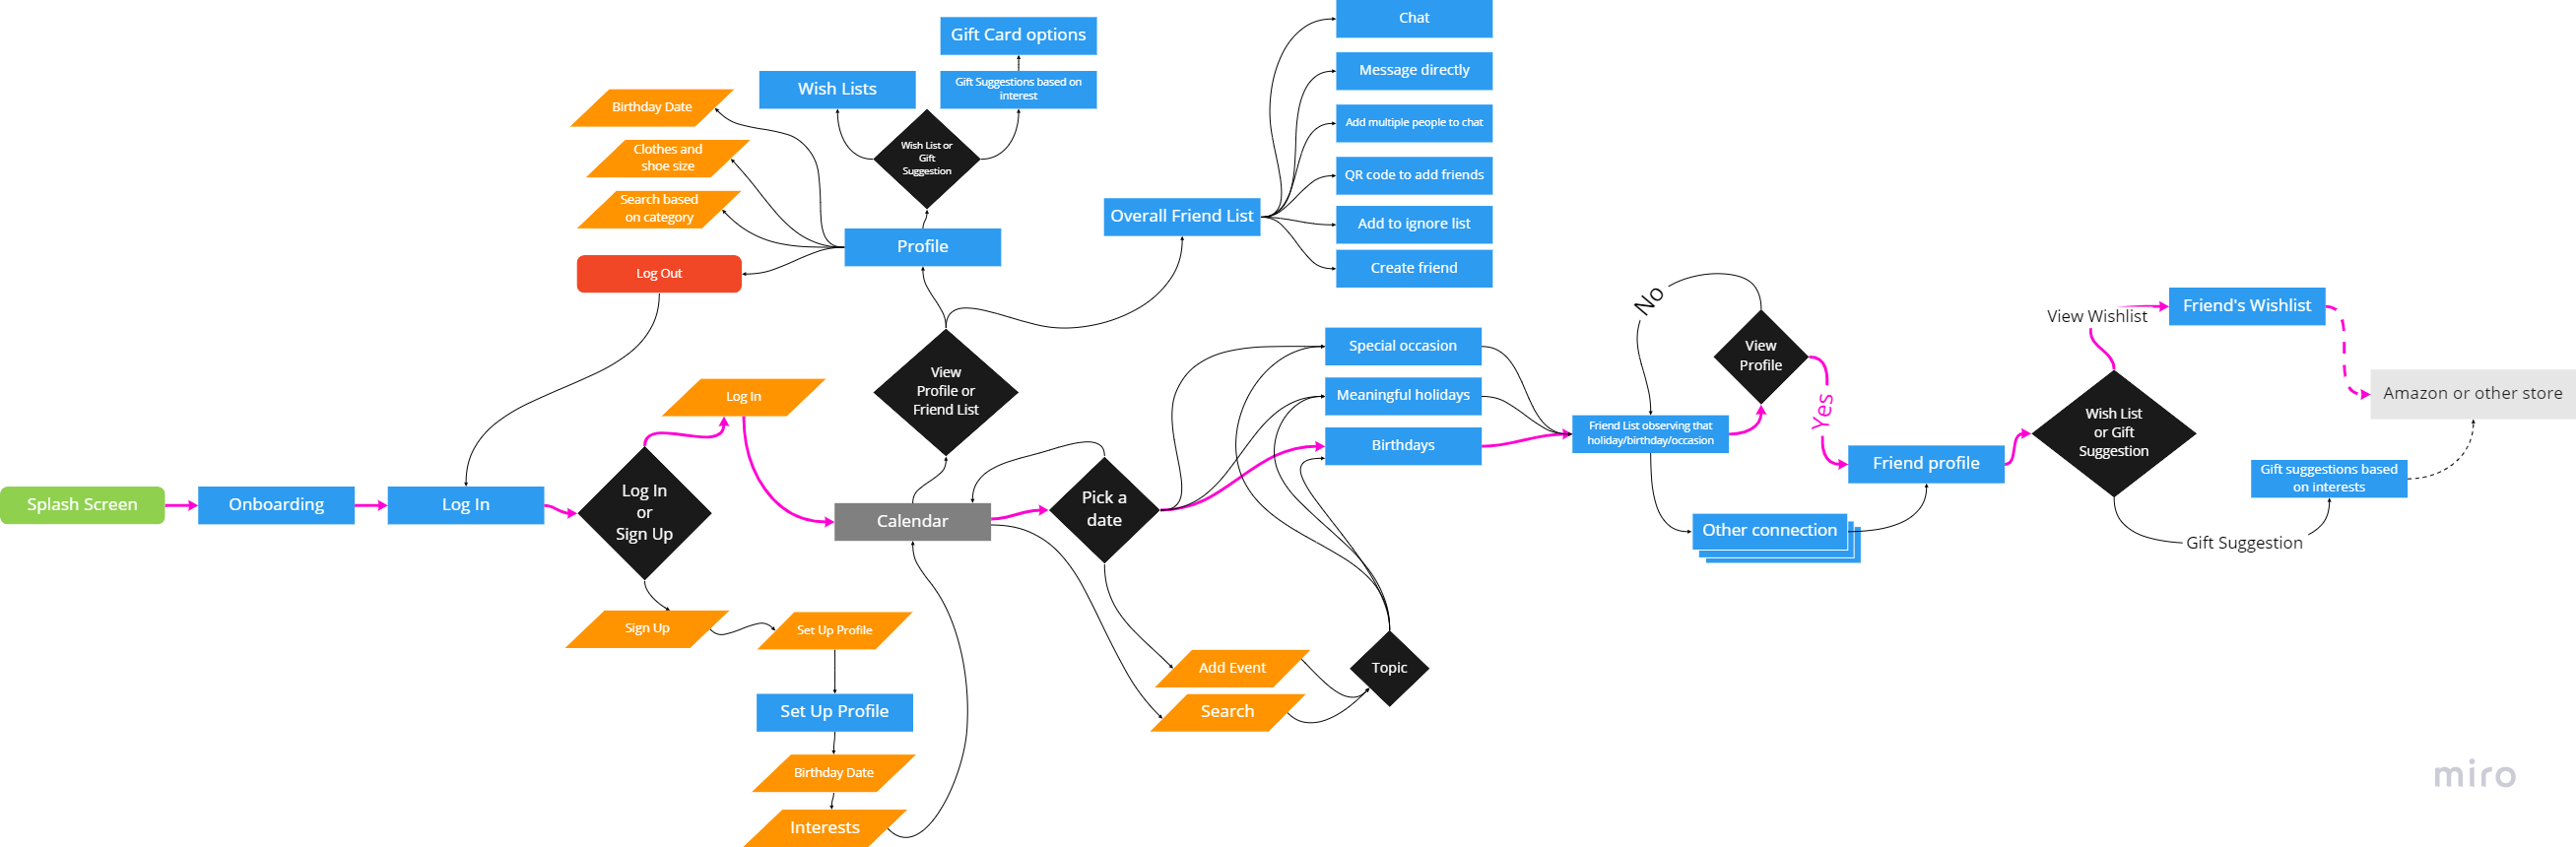 Chat
Gift Card options
Message directly
Wish Lists
Gift Suggestions based on
interest
Birthday Date
Add multiple people to chat
Clothes and
shoe size
Wish List or
Gift
Suggestion
QR code to add friends
Search based
on category
Overall Friend List
Add to ignore list
Profile
Log Out
Create friend
No
View Wishlist
Friend's Wishlist
View
Profile or
Friend List
Special occasion
View
Profile
Log In
Meaningful holidays
Yes
Amazon or other store
Birthdays
Friend List observing that
holiday/birthday/occasion
Wish List
or Gift
Suggestion
Friend profile
Gift suggestions based
on interests
Splash Screen
Onboarding
Log In
Log In
or
Sign Up
Calendar
Pick a
date
Other connection
Gift Suggestion
Sign Up
Set Up Profile
Add Event
Topic
Set Up Profile
Search
Birthday Date
Interests
miro